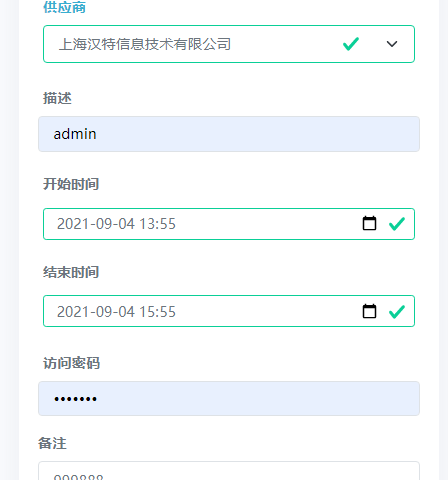 供应商
上海汉特信息技术有限公司
描述
admin
开始时间
2021-09-04 13:55
结束时间
2021-09-04 15:55
访问密码
•••••••
备注
999888